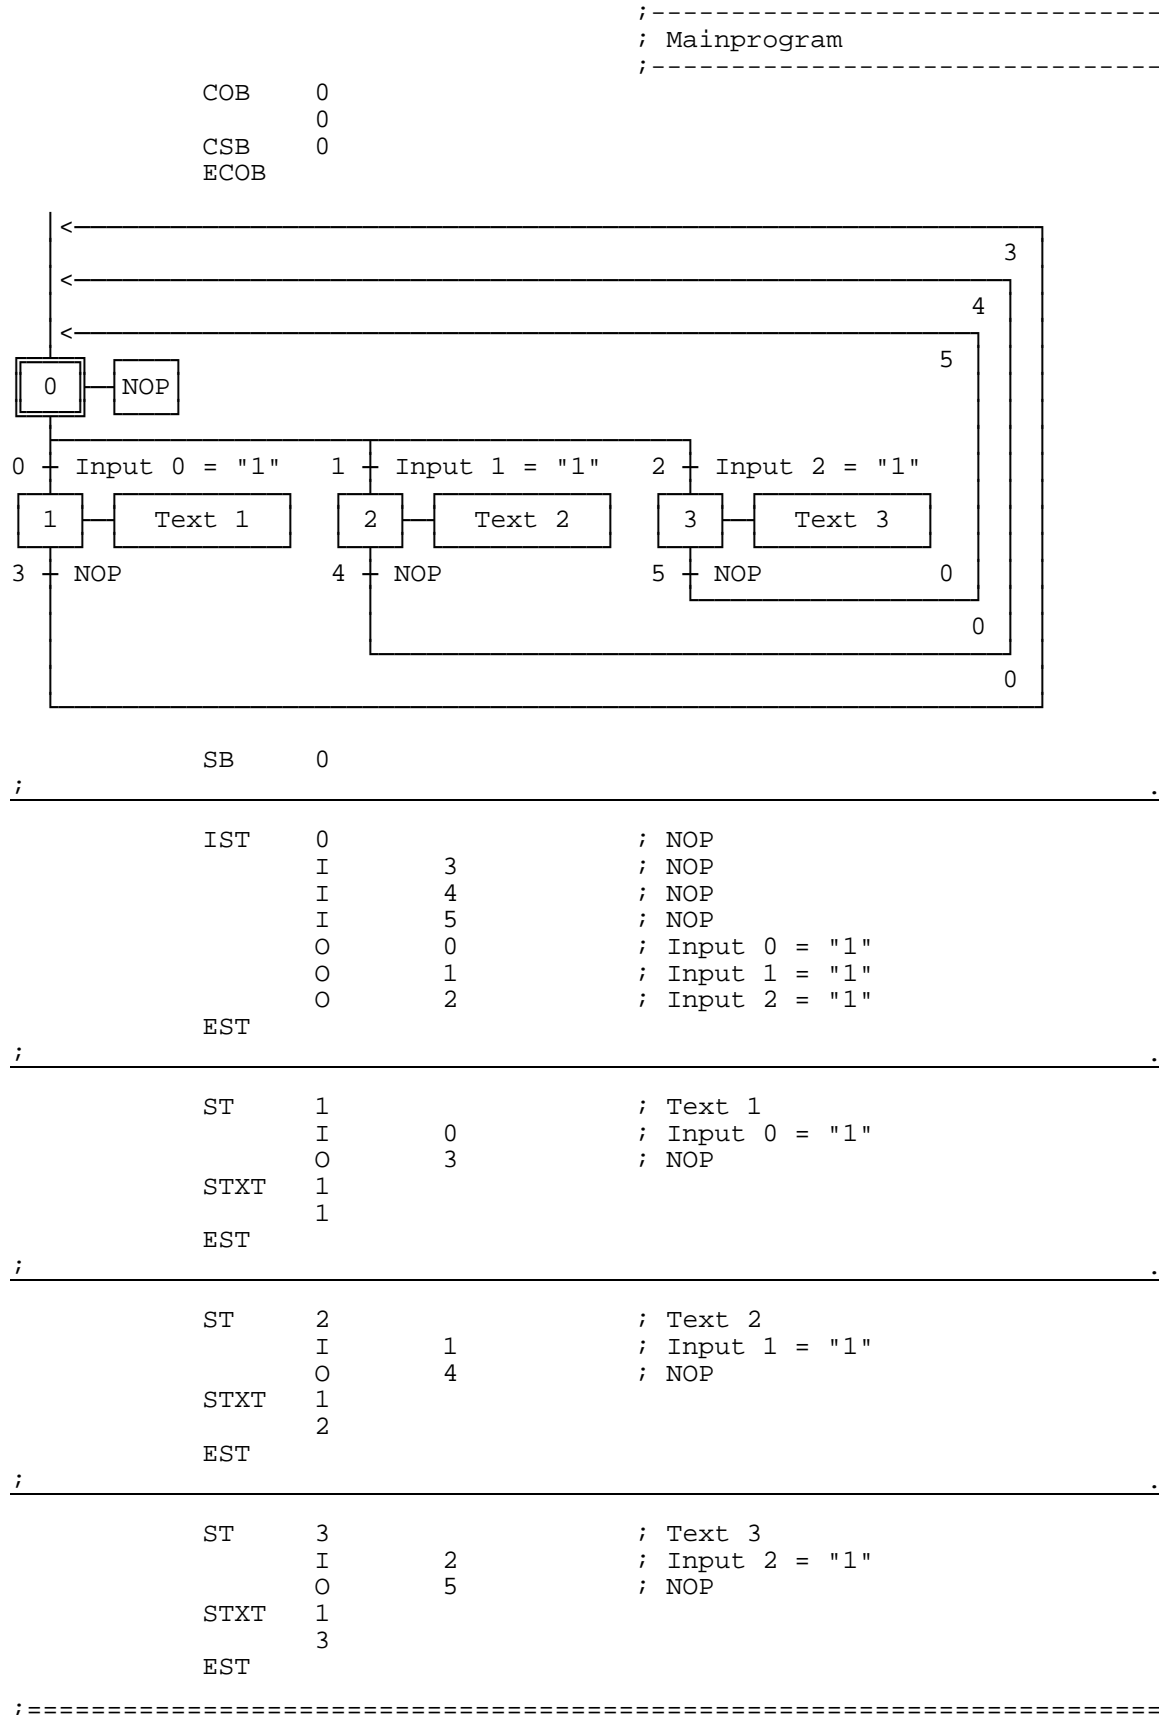 ;--------------------------------
; Mainprogram
;--------------------------------
COB 0
0
CSB 0
ECOB
<
3
<
4
<
5
0 NOP
0 Input 0 = "1" 1 Input 1 = "1" 2 Input 2 = "1"
1 Text 1 2 Text 2 3 Text 3
3 NOP 4 NOP 5 NOP 0
0
0
SB 0
; .
IST 0 ; NOP
I 3 ; NOP
I 4 ; NOP
I 5 ; NOP
O 0 ; Input 0 = "1"
O 1 ; Input 1 = "1"
O 2 ; Input 2 = "1"
EST
; .
ST 1 ; Text 1
I 0 ; Input 0 = "1"
O 3 ; NOP
STXT 1
1
EST
; .
ST 2 ; Text 2
I 1 ; Input 1 = "1"
O 4 ; NOP
STXT 1
2
EST
; .
ST 3 ; Text 3
I 2 ; Input 2 = "1"
O 5 ; NOP
STXT 1
3
EST
;=======================================================================